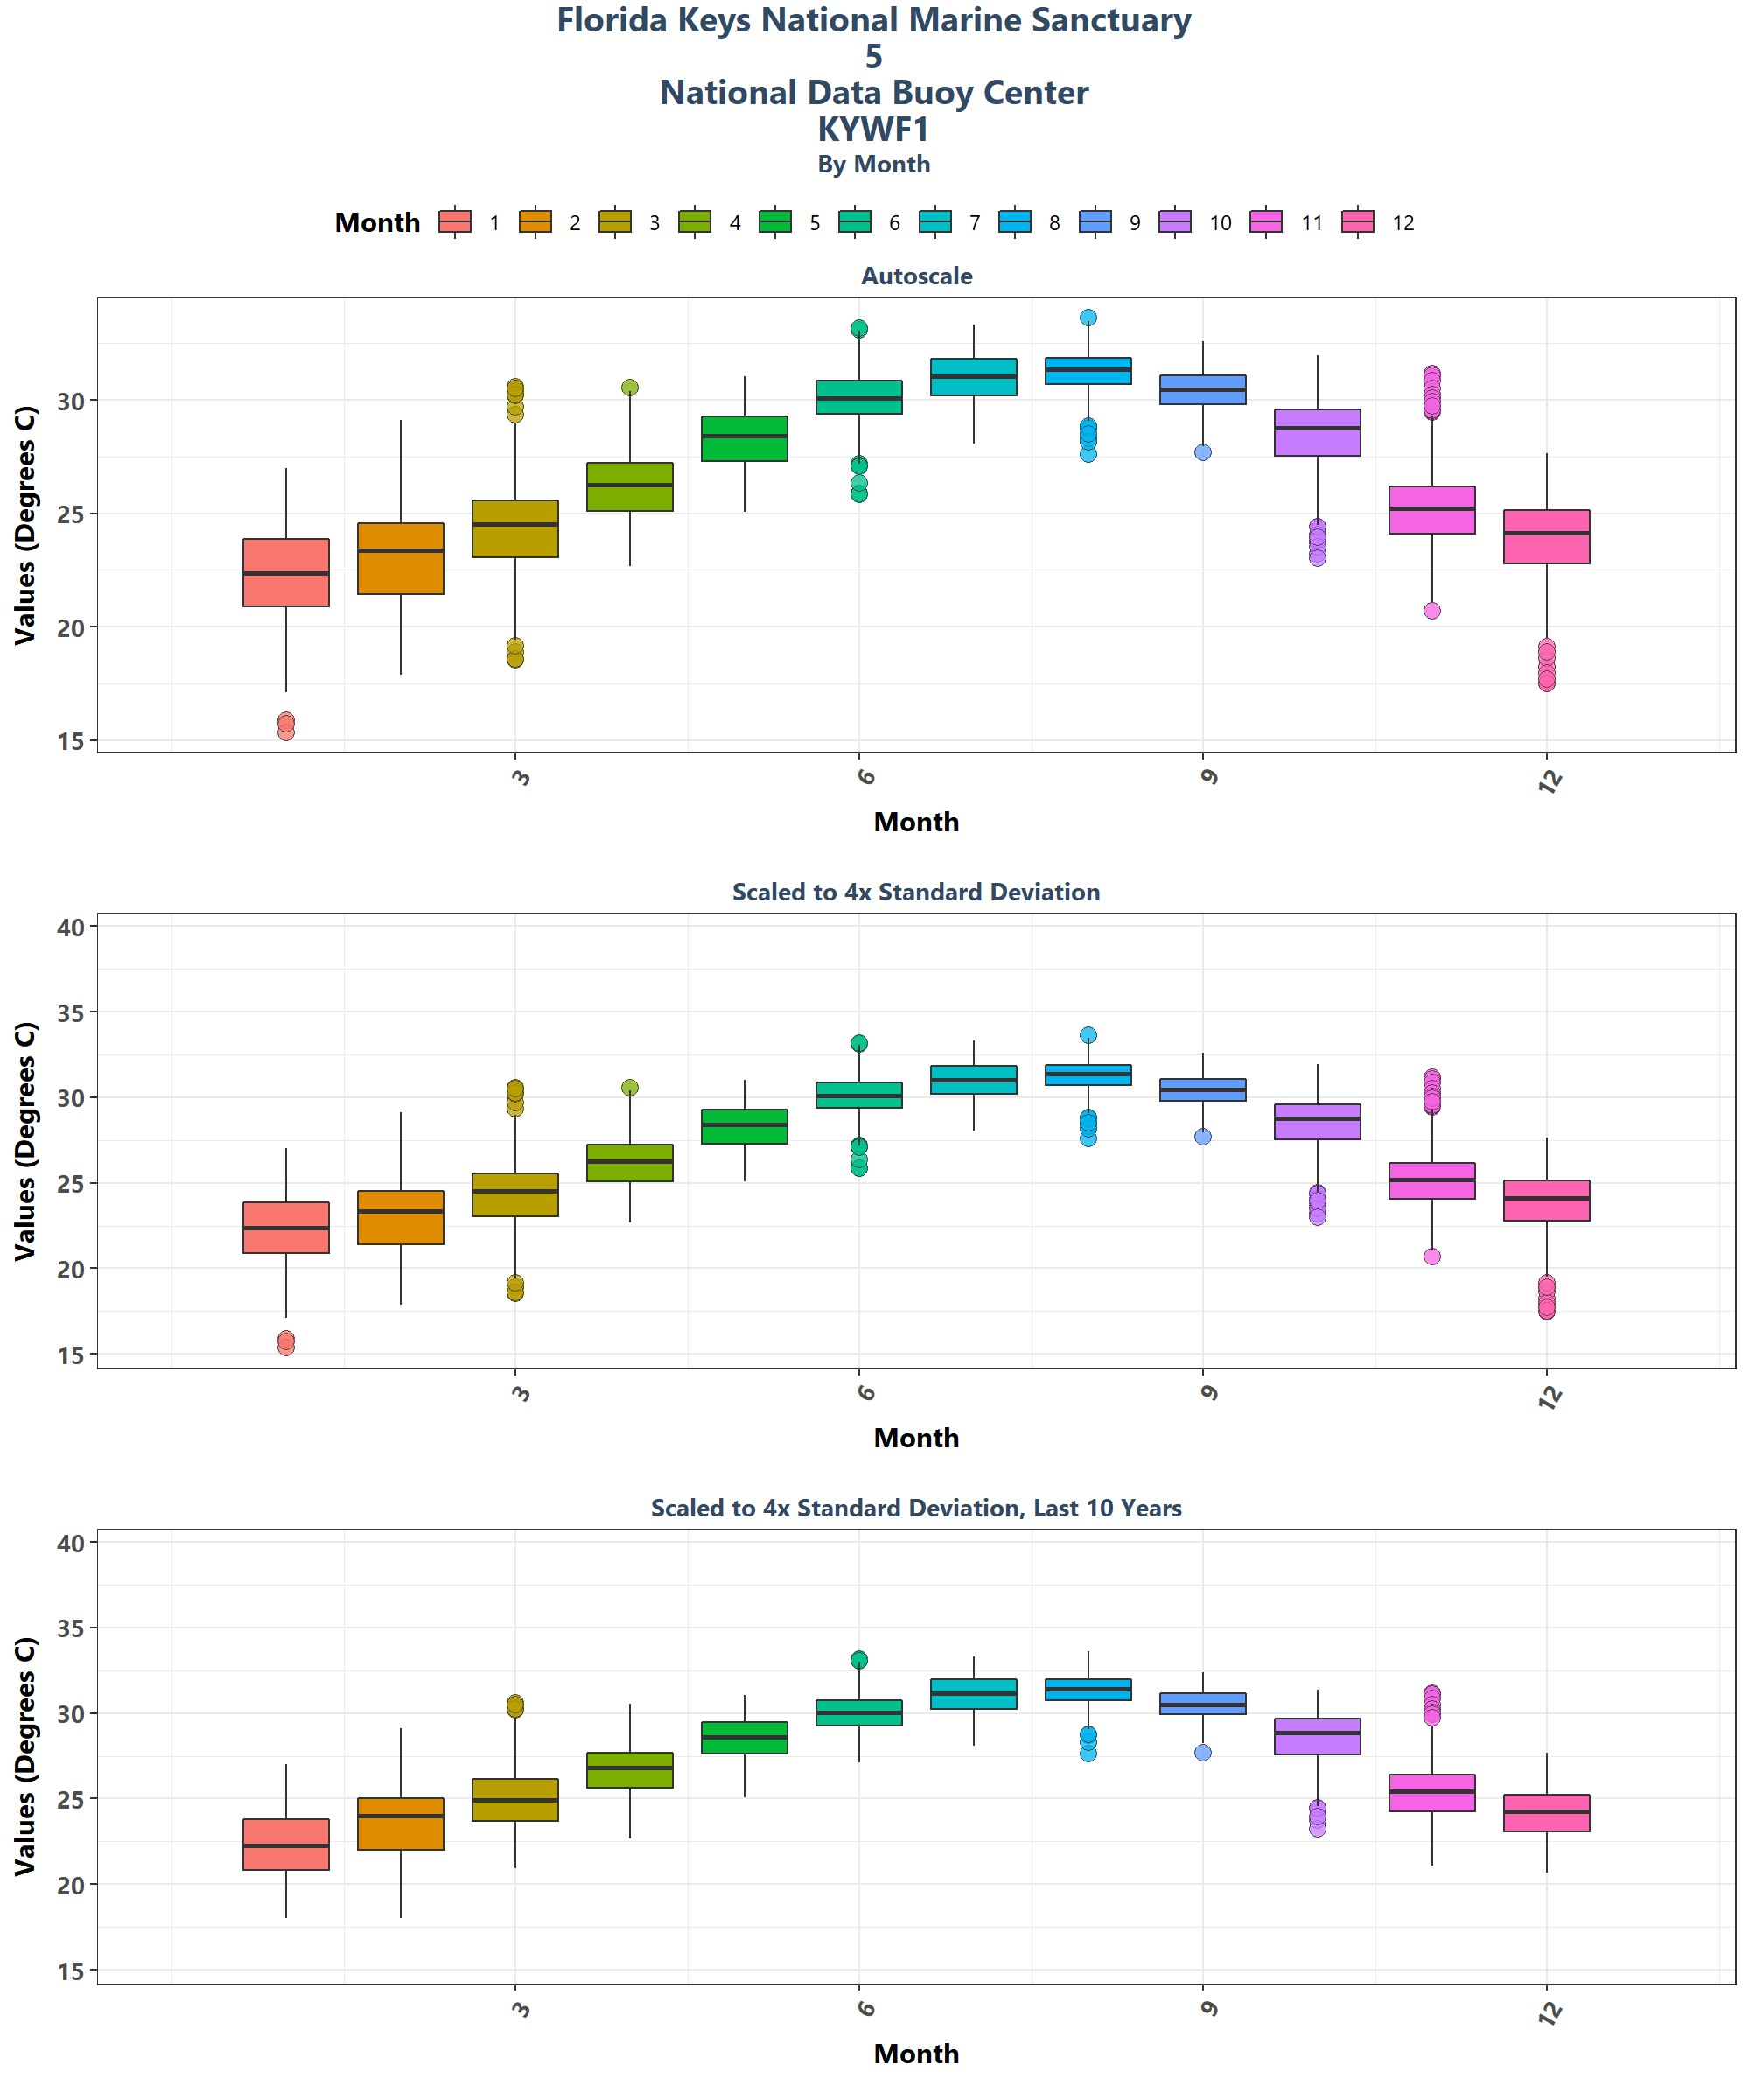 Florida Keys National Marine Sanctuary
5
National Data Buoy Center
KYWF1
By Month
Month 1 2 3 4 5 6 7 8 9 10 11 12
Autoscale
Values (Degrees C)
30
25
20
15
3 6 9 12
Month
Scaled to 4x Standard Deviation
Values (Degrees C)
40
35
30
25
20
15
3 6 9 12
Month
Scaled to 4x Standard Deviation, Last 10 Years
Values (Degrees C)
40
35
30
25
20
15
3 6 9 12
Month